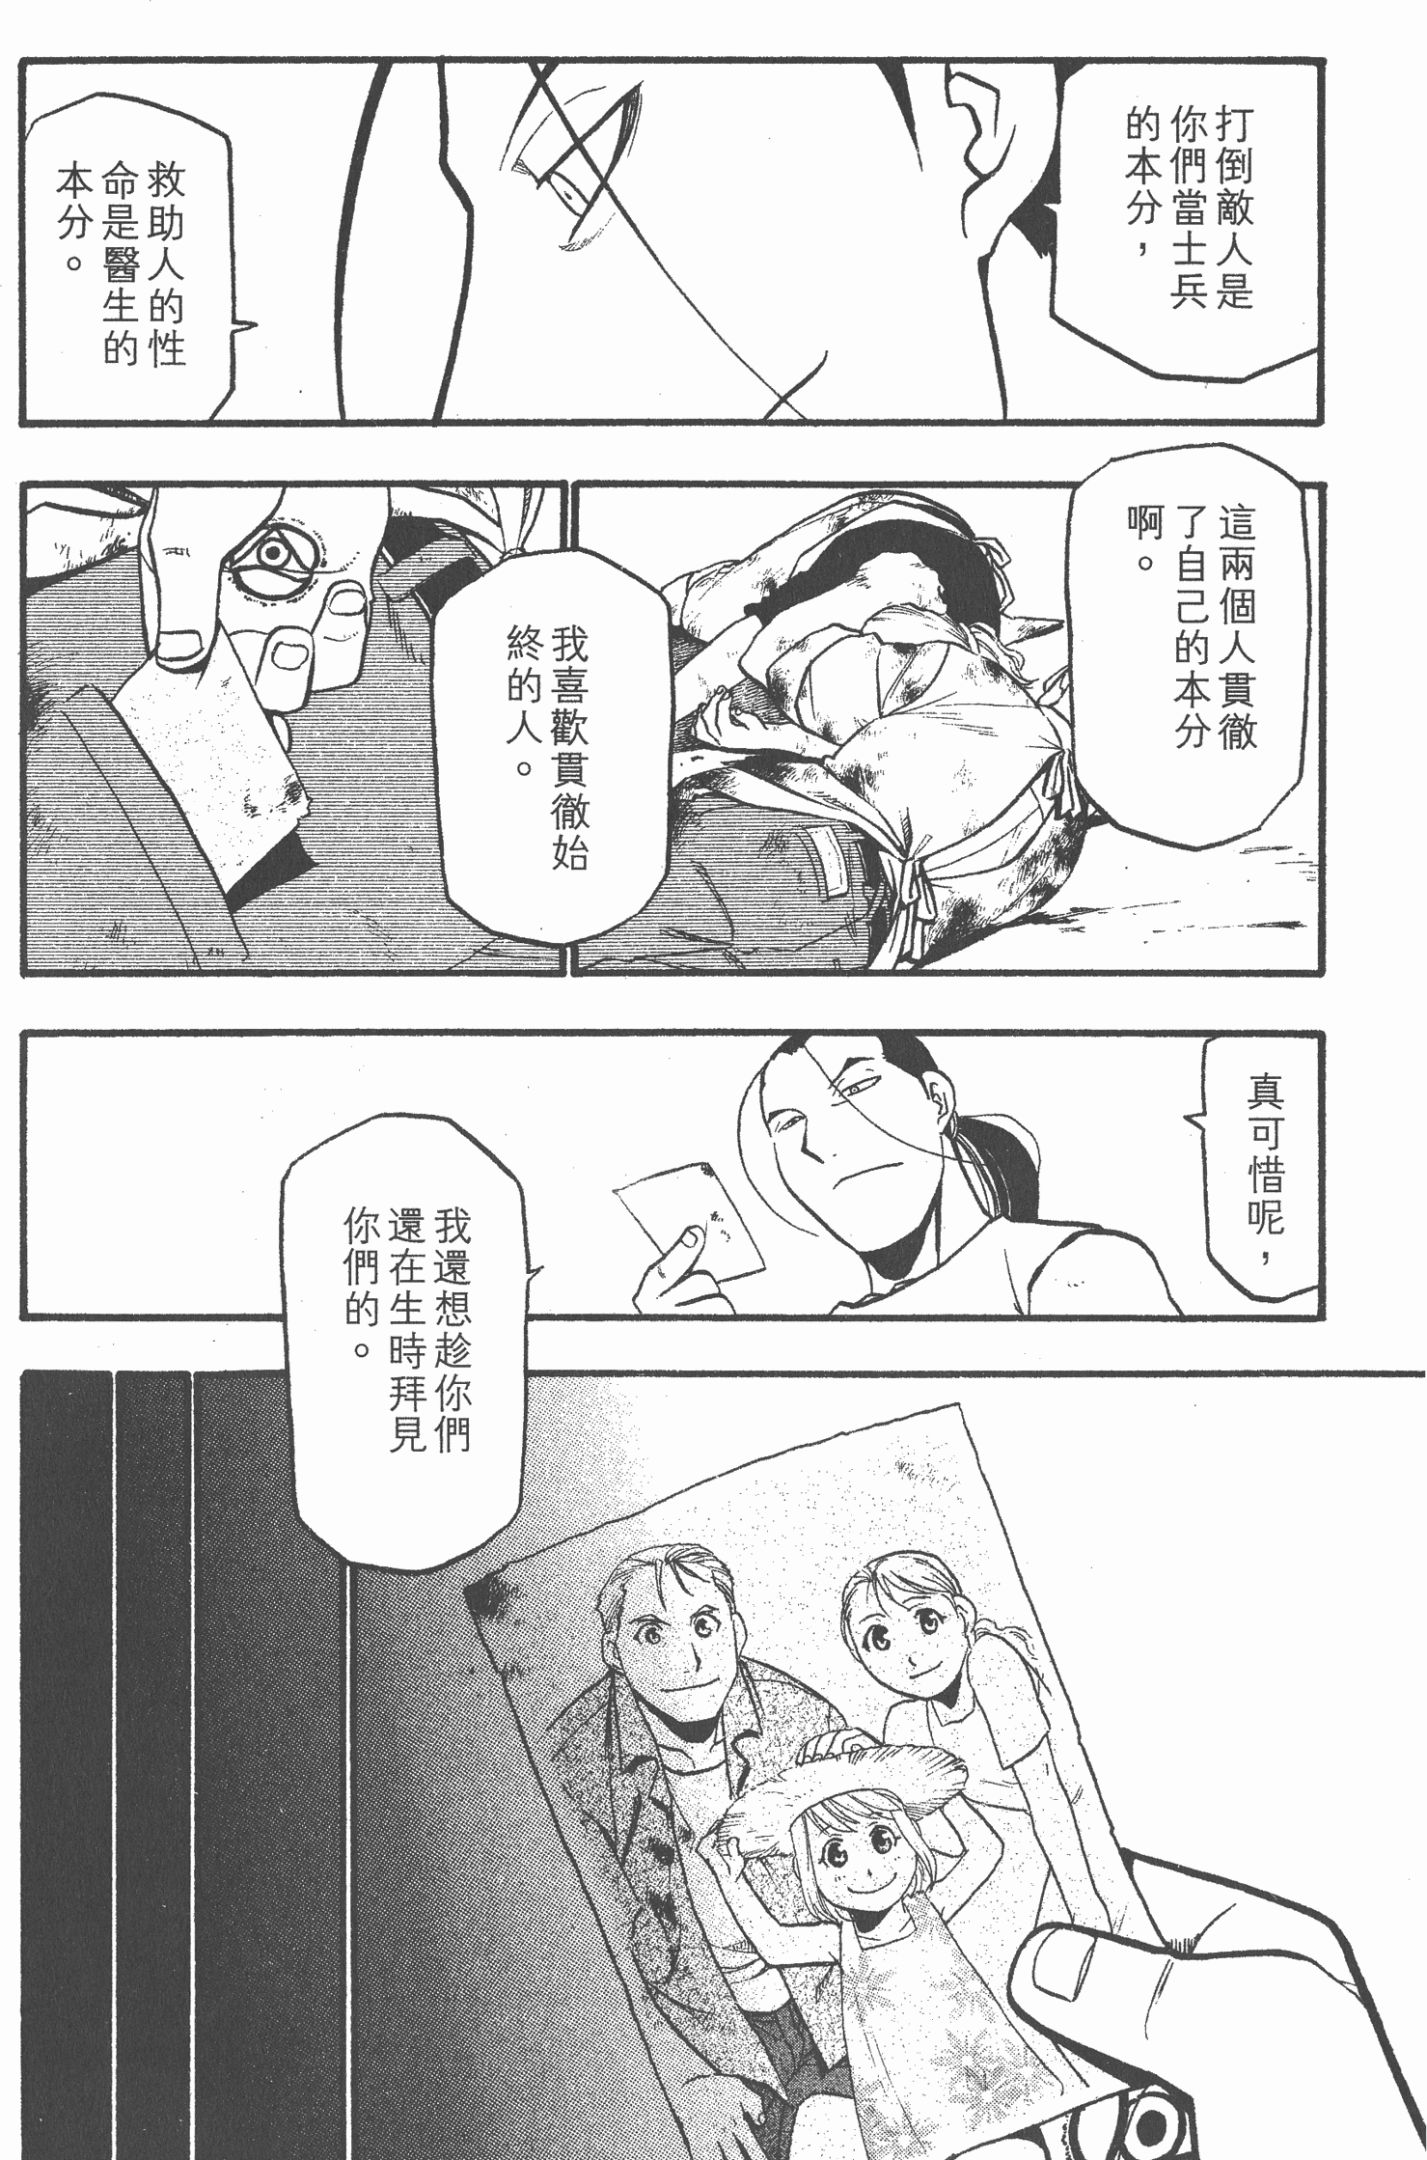 打倒敵人是
你們當士兵
的本分，
救助人的性
命是醫生的
本分。
這兩個人貫徹
了自己的本分
啊。
我喜歡貫徹始
終的人。
真可惜呢，
我還想趁你們
還在生時拜見
你們的。